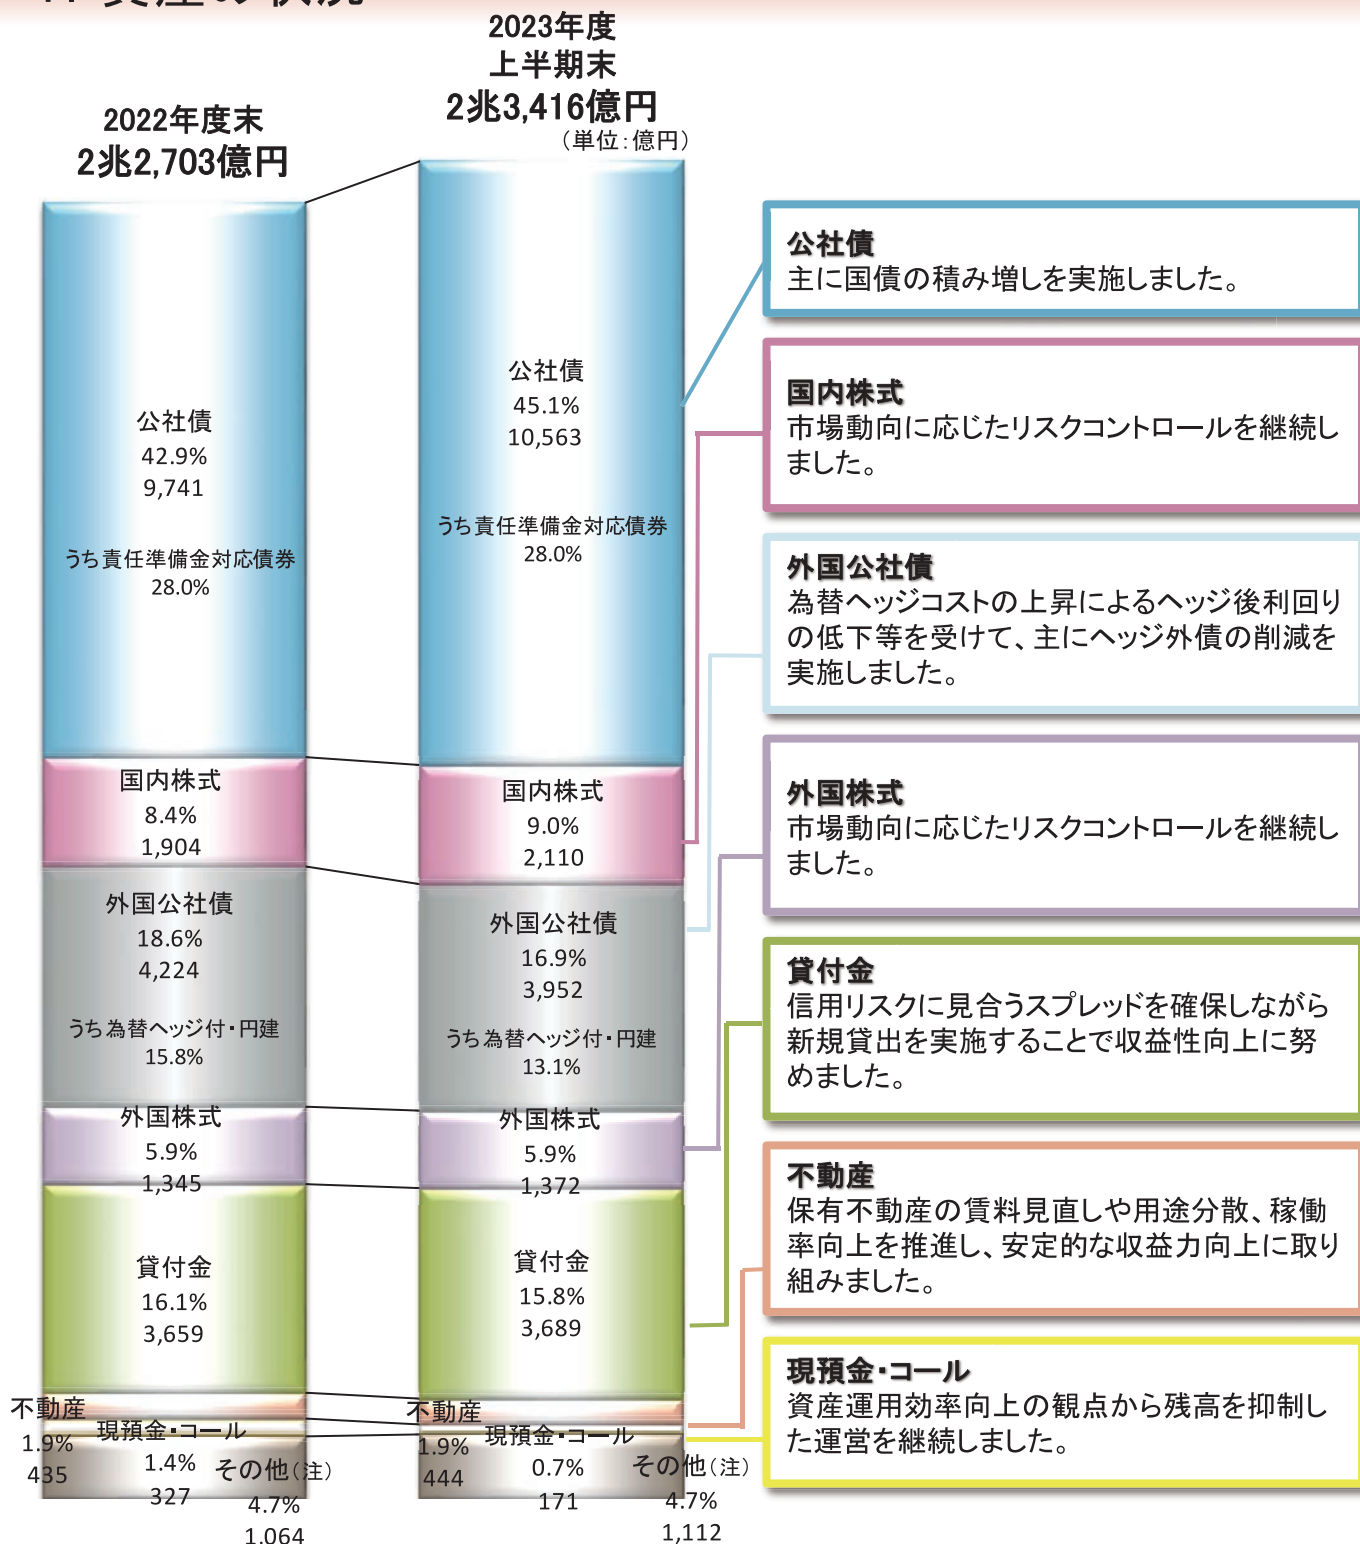 2022年度末
2兆2,703億円
2023年度
上半期末
2兆3,416億円
（単位：億円）
公社債
42.9%
9,741
うち責任準備金対応債券
28.0%
国内株式
8.4%
1,904
外国公社債
18.6%
4,224
うち為替ヘッジ付・円建
15.8%
外国株式
5.9%
1,345
貸付金
16.1%
3,659
不動産
1.9%
435
現預金・コール
1.4%
327
その他（注）
4.7%
1,064
公社債
45.1%
10,563
うち責任準備金対応債券
28.0%
国内株式
9.0%
2,110
外国公社債
16.9%
3,952
うち為替ヘッジ付・円建
13.1%
外国株式
5.9%
1,372
貸付金
15.8%
3,689
不動産
1.9%
444
現預金・コール
0.7%
171
その他（注）
4.7%
1,112
公社債
主に国債の積み増しを実施しました。
国内株式
市場動向に応じたリスクコントロールを継続し
ました。
外国公社債
為替ヘッジコストの上昇によるヘッジ後利回り
の低下等を受けて、主にヘッジ外債の削減を
実施しました。
外国株式
市場動向に応じたリスクコントロールを継続し
ました。
貸付金
信用リスクに見合うスプレッドを確保しながら
新規貸出を実施することで収益性向上に努
めました。
不動産
保有不動産の賃料見直しや用途分散、稼働
率向上を推進し、安定的な収益力向上に取り
組みました。
現預金・コール
資産運用効率向上の観点から残高を抑制し
た運営を継続しました。